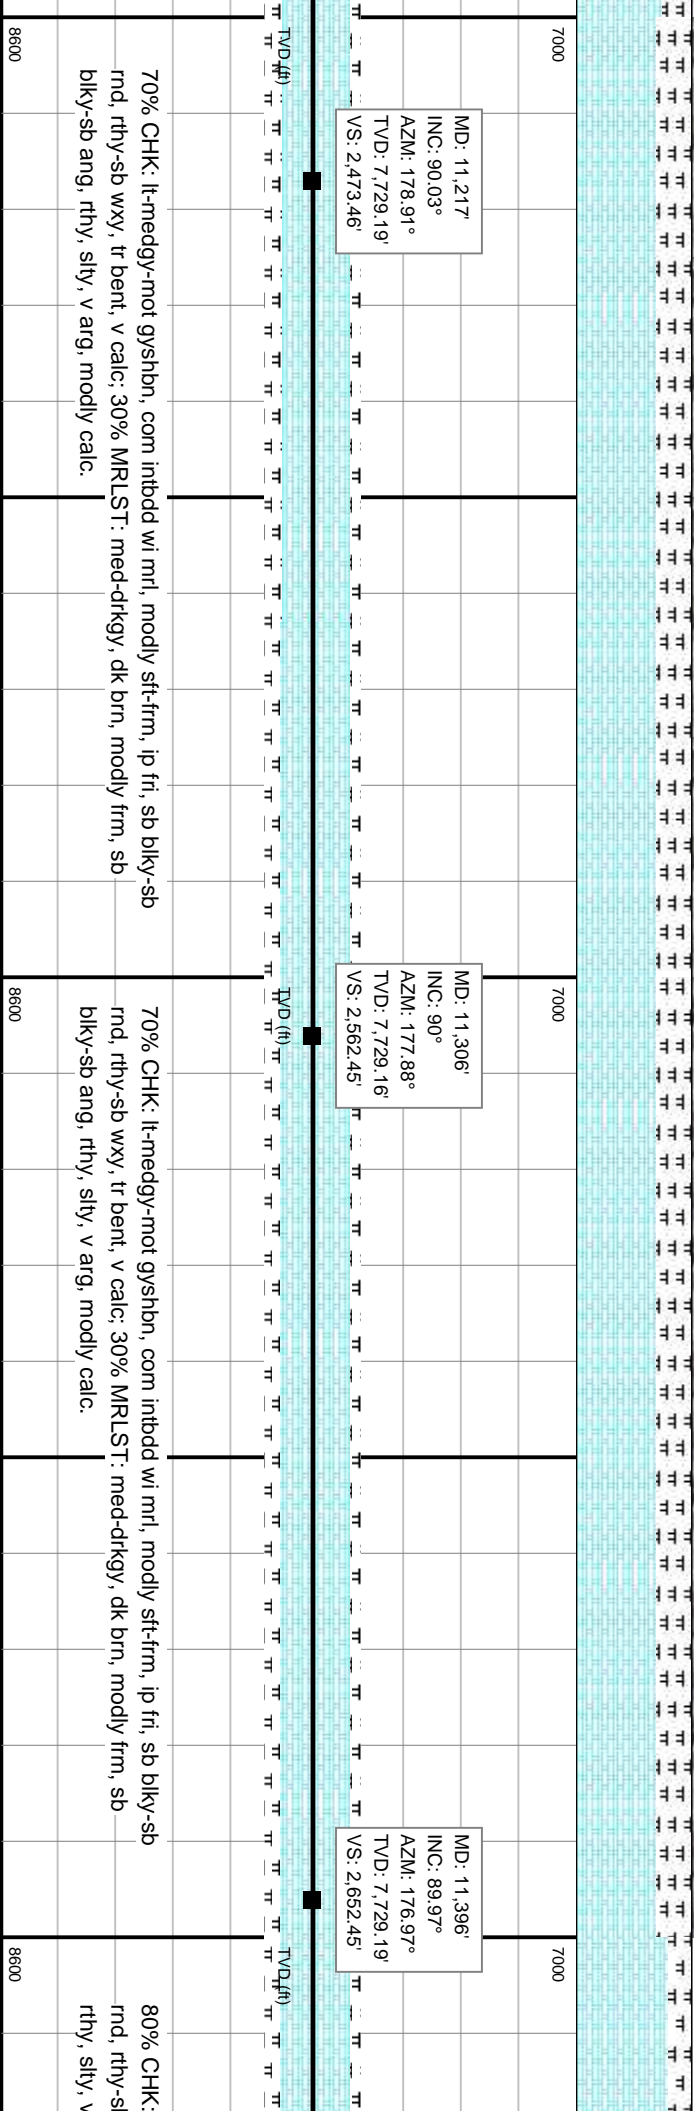 7000
8600
TVD (ft)
MD: 11,217'
INC: 90.03°
AZM: 178.91°
TVD: 7,729.19'
VS: 2,473.46'
70% CHK: lt-medgy-mot gyshbn, com intbdd wi mrl, modly sft-frm, ip fri, sb blky-sb
rnd, rthy-sb wxy, tr bent, v calc; 30% MRLST: med-drkgy, dk brn, modly frm, sb
blky-sb ang, rthy, slty, v arg, modly calc.
7000
8600
TVD (ft)
MD: 11,306'
INC: 90°
AZM: 177.88°
TVD: 7,729.16'
VS: 2,562.45'
70% CHK: lt-medgy-mot gyshbn, com intbdd wi mrl, modly sft-frm, ip fri, sb blky-sb
rnd, rthy-sb wxy, tr bent, v calc; 30% MRLST: med-drkgy, dk brn, modly frm, sb
blky-sb ang, rthy, slty, v arg, modly calc.
MD: 11,396'
INC: 89.97°
AZM: 176.97°
TVD: 7,729.19'
VS: 2,652.45'
7000
8600
TVD (ft)
80% CHK:
rnd, rthy-sl
rthy, slty, v